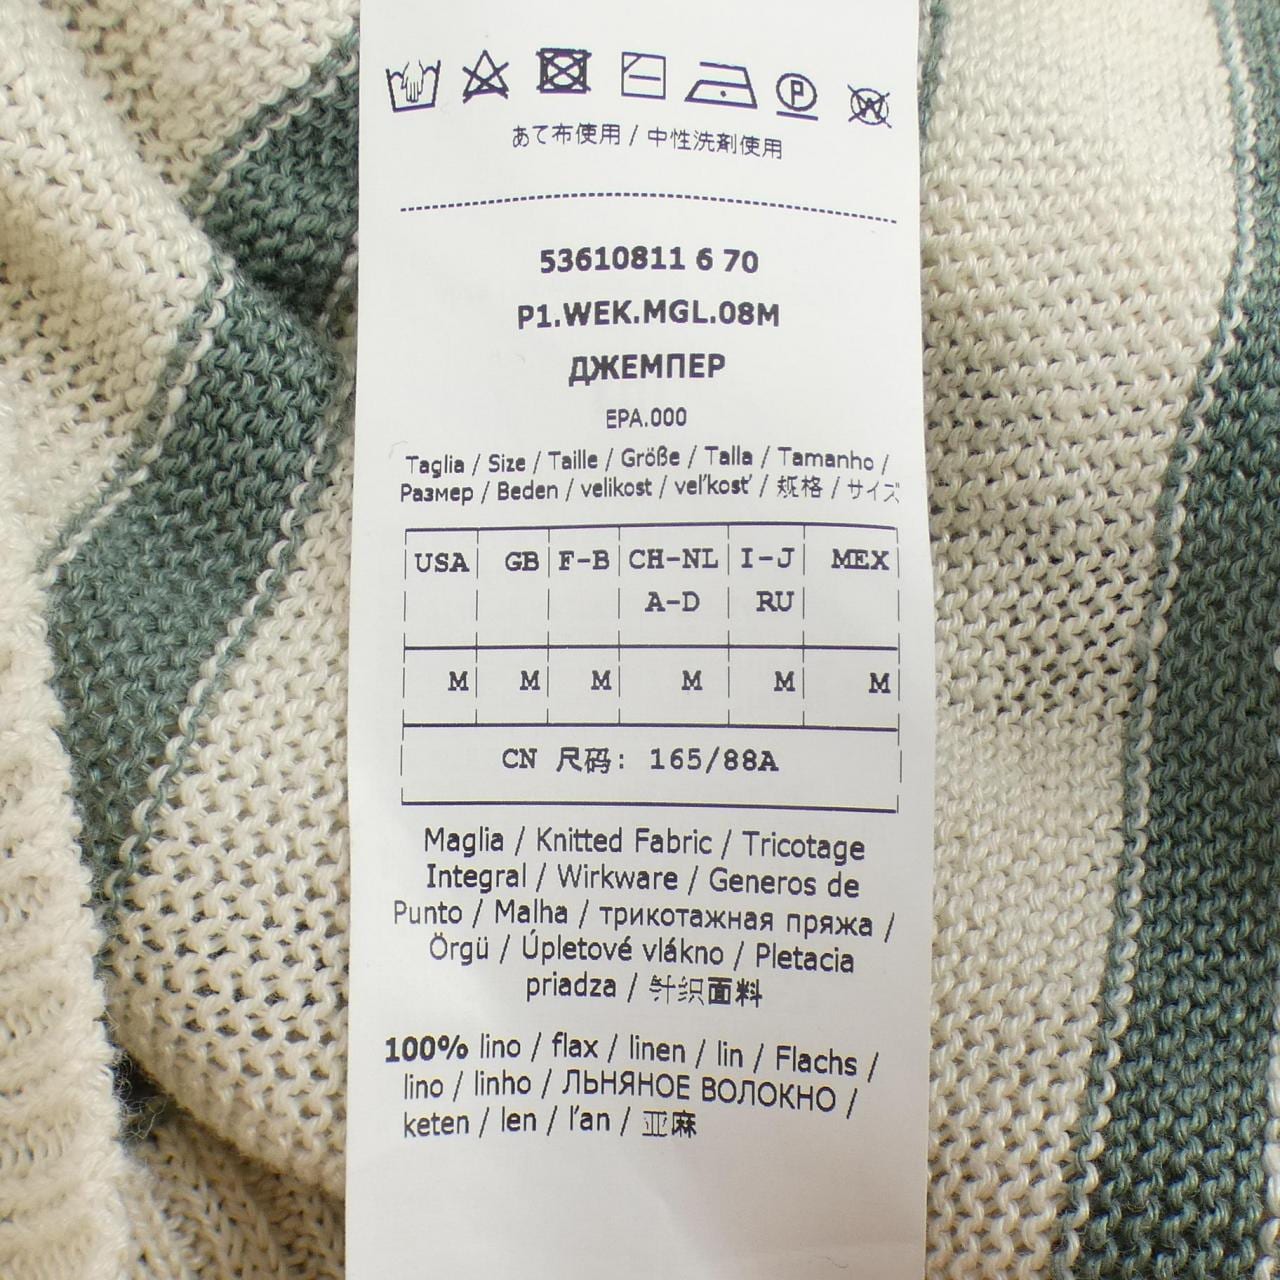 P
W
あて布使用 / 中性洗剤使用
53610811 6 70
P1.WEK.MGL.08M
ДЖЕМПЕР
EPA.000
Taglia / Size / Taille / Größe / Talla / Tamanho /
Размер / Beden / velikost / veľkosť / 规格 / サイズ
USA GB F-B CH-NL I-J MEX
A-D RU
M M M M M M
CN 尺码: 165/88A
Maglia / Knitted Fabric / Tricotage
Integral / Wirkware / Generos de
Punto / Malha / трикотажная пряжа /
Örgü / Úpletové vlákno / Pletacia
priadza / 针织面料
100% lino / flax / linen / lin / Flachs /
lino / linho / ЛЬНЯНОЕ ВОЛОКНО /
keten / len / ľan / 亚麻